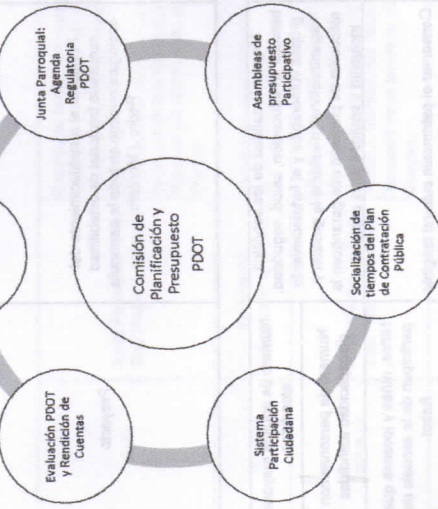 Junta Parroquial:
Agenda
Regulatoria
PDOT
Asambleas de
presupuesto
Participativo
Comisión de
Planificación y
Presupuesto
PDOT
Socialización de
tiempos del Plan
de Contratación
Pública
Sistema
Participación
Ciudadana
Evaluación PDOT
y Rendición de
Cuentas